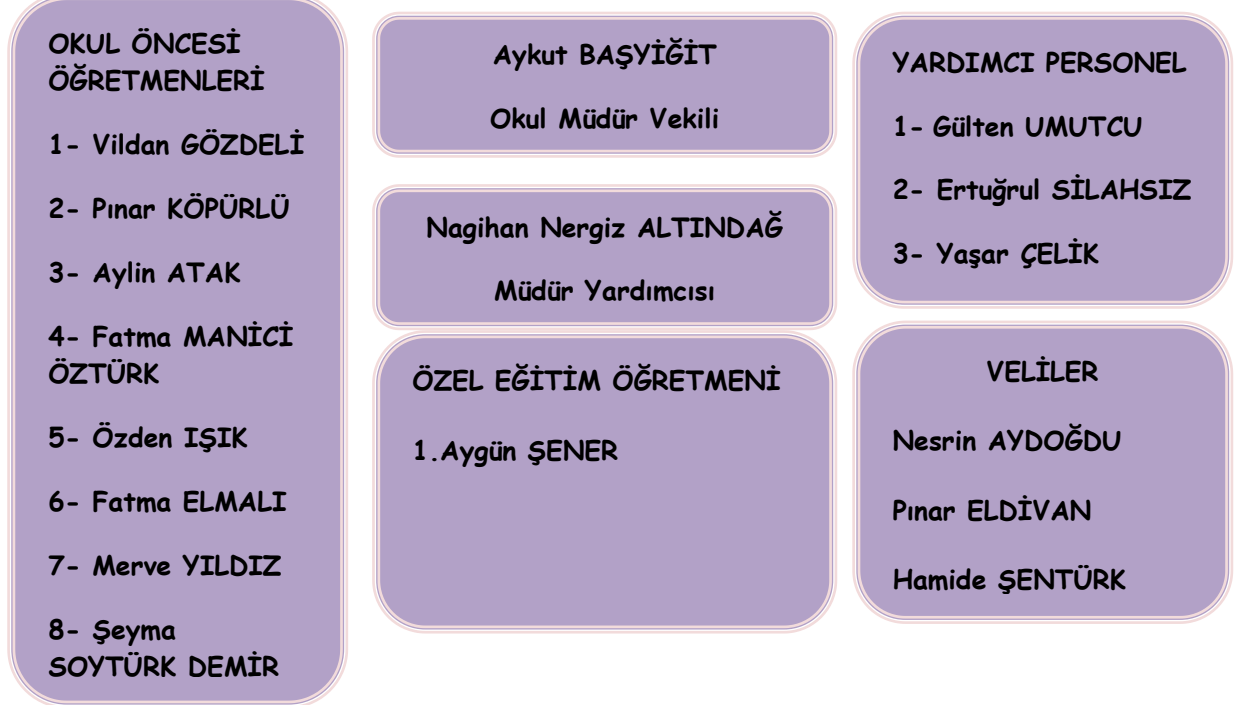 OKUL ÖNCESİ
ÖĞRETMENLERİ
1- Vildan GÖZDELİ
2- Pınar KÖPÜRLÜ
3- Aylin ATAK
4- Fatma MANİCİ
ÖZTÜRK
5- Özden IŞIK
6- Fatma ELMALI
7- Merve YILDIZ
8- Şeyma
SOYTÜRK DEMİR
Aykut BAŞYİĞİT
Okul Müdür Vekili
Nagihan Nergiz ALTINDAĞ
Müdür Yardımcısı
ÖZEL EĞİTİM ÖĞRETMENİ
1.Aygün ŞENER
YARDIMCI PERSONEL
1- Gülten UMUTCU
2- Ertuğrul SİLAHSIZ
3- Yaşar ÇELİK
VELİLER
Nesrin AYDOĞDU
Pınar ELDİVAN
Hamide ŞENTÜRK